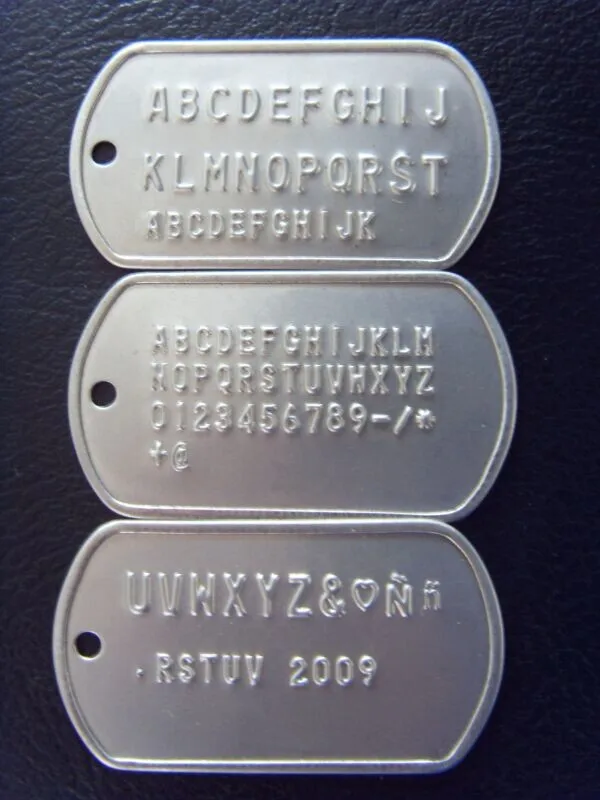 ABCDEFGHIJ
KLMNOPQRST
ABCDEFGHIJK
ABCDEFGHIJKLM
NOPQRSTUVWXYZ
0123456789-/*
+@
UVWXYZ&♡Ññ
.RSTUV 2009